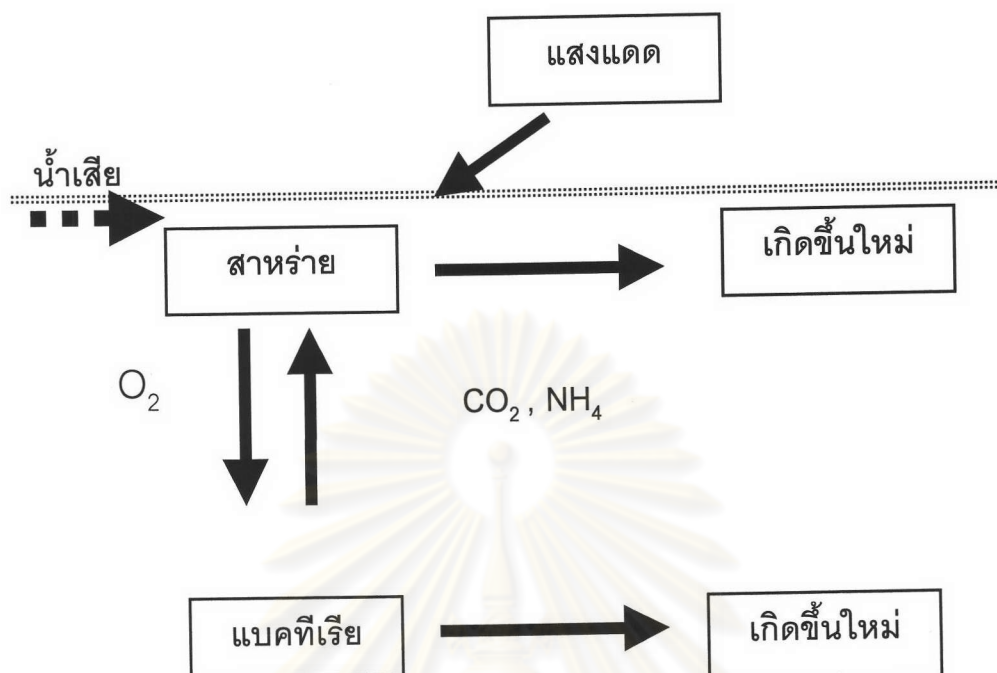 แสงแดด
น้ำเสีย
สาหร่าย
เกิดขึ้นใหม่
O₂
CO₂ , NH₄
แบคทีเรีย
เกิดขึ้นใหม่